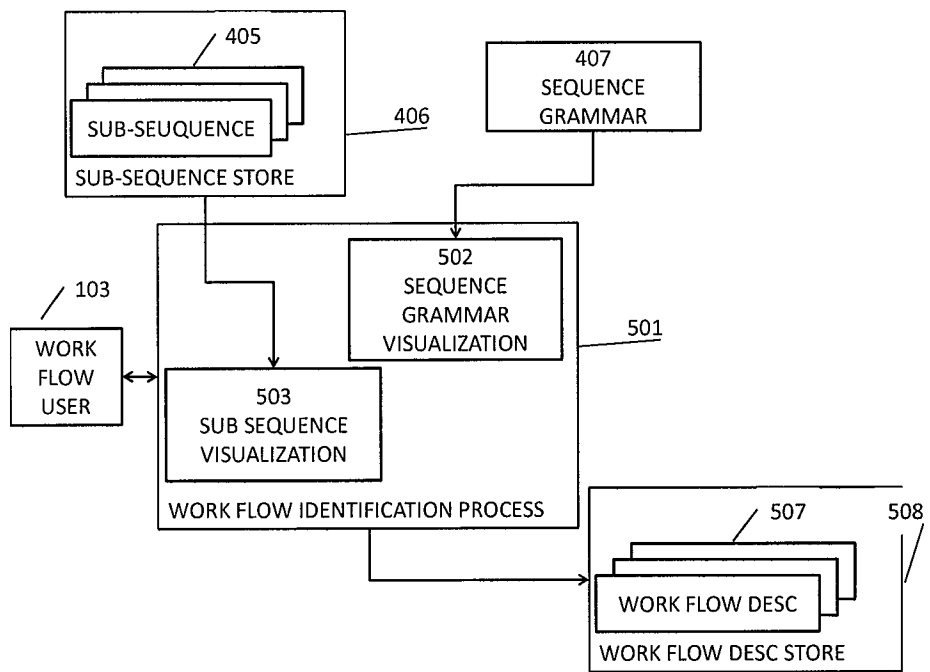 405
SUB-SEUQUENCE
406
SUB-SEQUENCE STORE
407
SEQUENCE
GRAMMAR
502
SEQUENCE
GRAMMAR
VISUALIZATION
501
103
WORK
FLOW
USER
503
SUB SEQUENCE
VISUALIZATION
WORK FLOW IDENTIFICATION PROCESS
507
508
WORK FLOW DESC
WORK FLOW DESC STORE